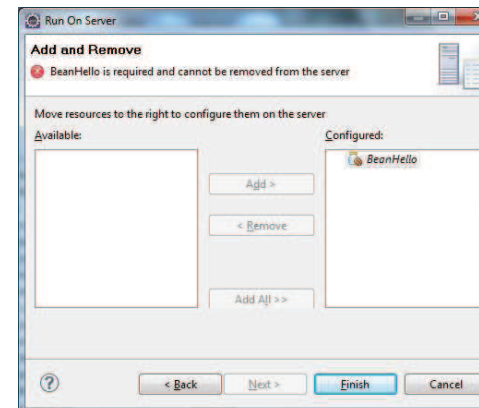 Run On Server
Add and Remove
BeanHello is required and cannot be removed from the server
Move resources to the right to configure them on the server
Available:
Configured:
BeanHello
Add >
< Remove
Add All >>
? < Back Next > Finish Cancel